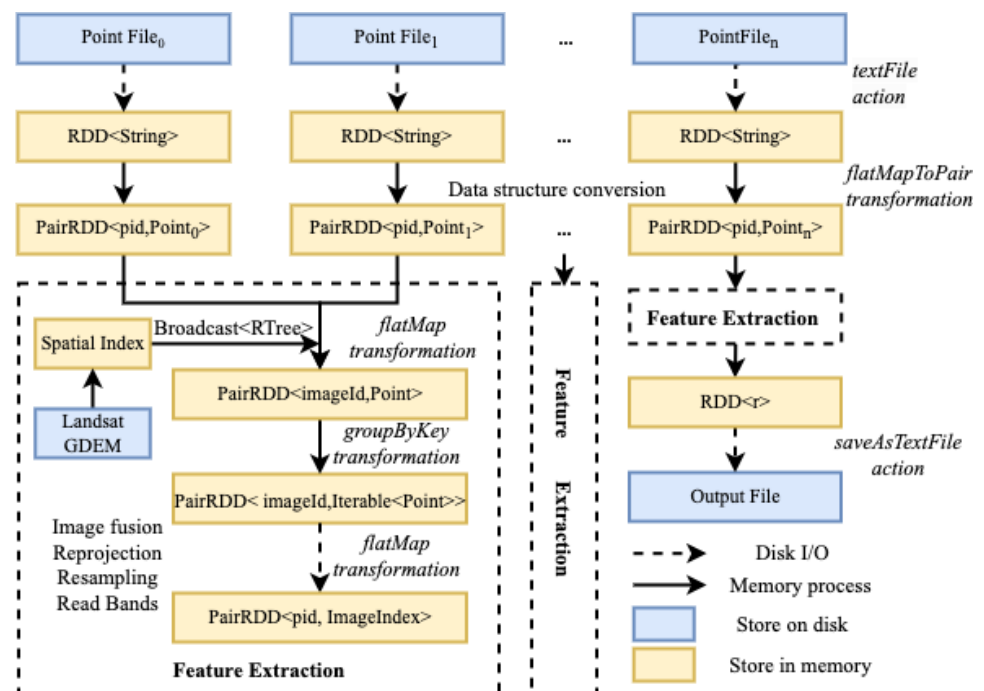 Point File0
Point File1
...
PointFilen
textFile
action
RDD<String>
RDD<String>
...
RDD<String>
Data structure conversion
flatMapToPair
transformation
PairRDD<pid,Point0>
PairRDD<pid,Point1>
...
PairRDD<pid,Pointn>
Spatial Index
Broadcast<RTree>
flatMap
transformation
Landsat
GDEM
PairRDD<imageId,Point>
groupByKey
transformation
PairRDD< imageId,Iterable<Point>>
Image fusion
Reprojection
Resampling
Read Bands
flatMap
transformation
PairRDD<pid, ImageIndex>
Feature Extraction
Feature Extraction
Feature Extraction
RDD<r>
saveAsTextFile
action
Output File
Disk I/O
Memory process
Store on disk
Store in memory